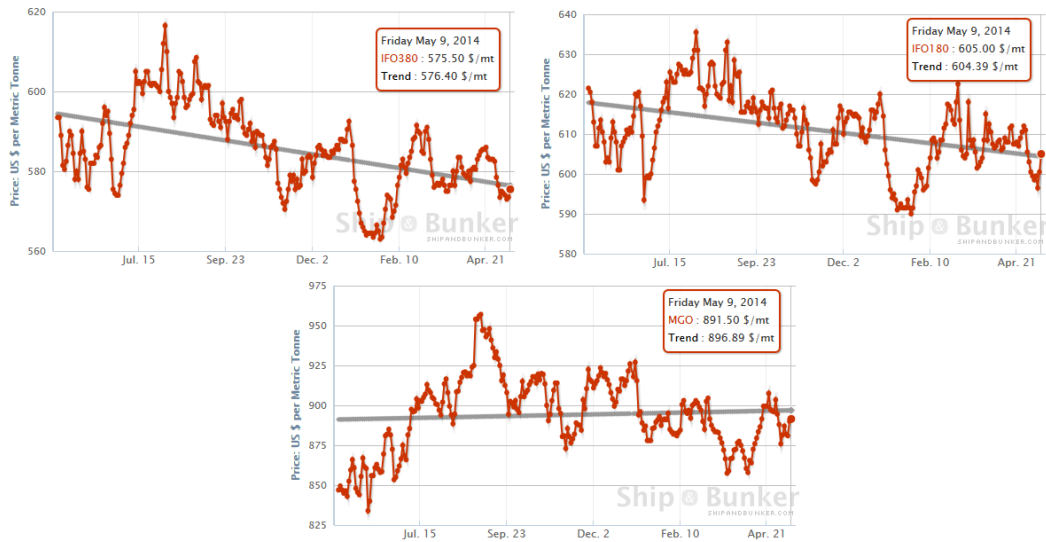 620
600
580
560
Price: US $ per Metric Tonne
Friday May 9, 2014
IFO380 : 575.50 $/mt
Trend : 576.40 $/mt
Ship & Bunker
SHIPANDBUNKER.COM
Jul. 15
Sep. 23
Dec. 2
Feb. 10
Apr. 21
640
630
620
610
600
590
580
Price: US $ per Metric Tonne
Friday May 9, 2014
IFO180 : 605.00 $/mt
Trend : 604.39 $/mt
Ship & Bunker
SHIPANDBUNKER.COM
Jul. 15
Sep. 23
Dec. 2
Feb. 10
Apr. 21
975
950
925
900
875
850
825
Price: US $ per Metric Tonne
Friday May 9, 2014
MGO : 891.50 $/mt
Trend : 896.89 $/mt
Ship & Bunker
SHIPANDBUNKER.COM
Jul. 15
Sep. 23
Dec. 2
Feb. 10
Apr. 21